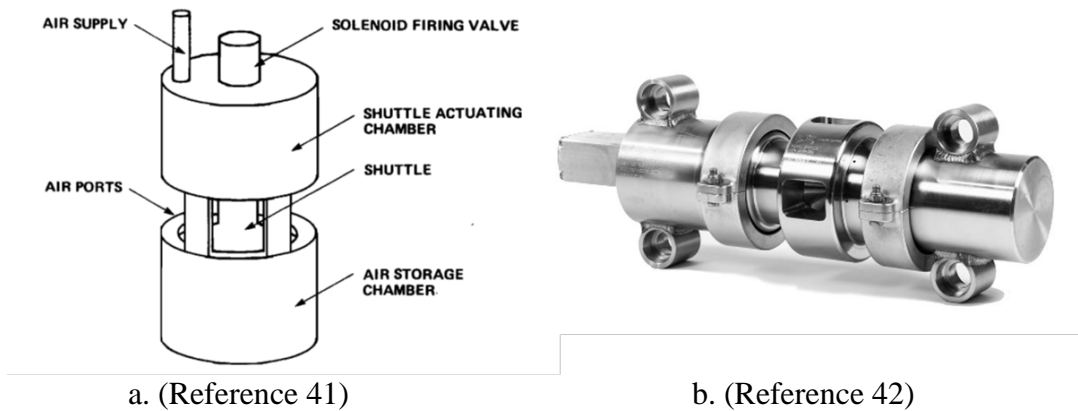 AIR SUPPLY
SOLENOID FIRING VALVE
SHUTTLE ACTUATING
CHAMBER
SHUTTLE
AIR PORTS
AIR STORAGE
CHAMBER
a. (Reference 41)
b. (Reference 42)